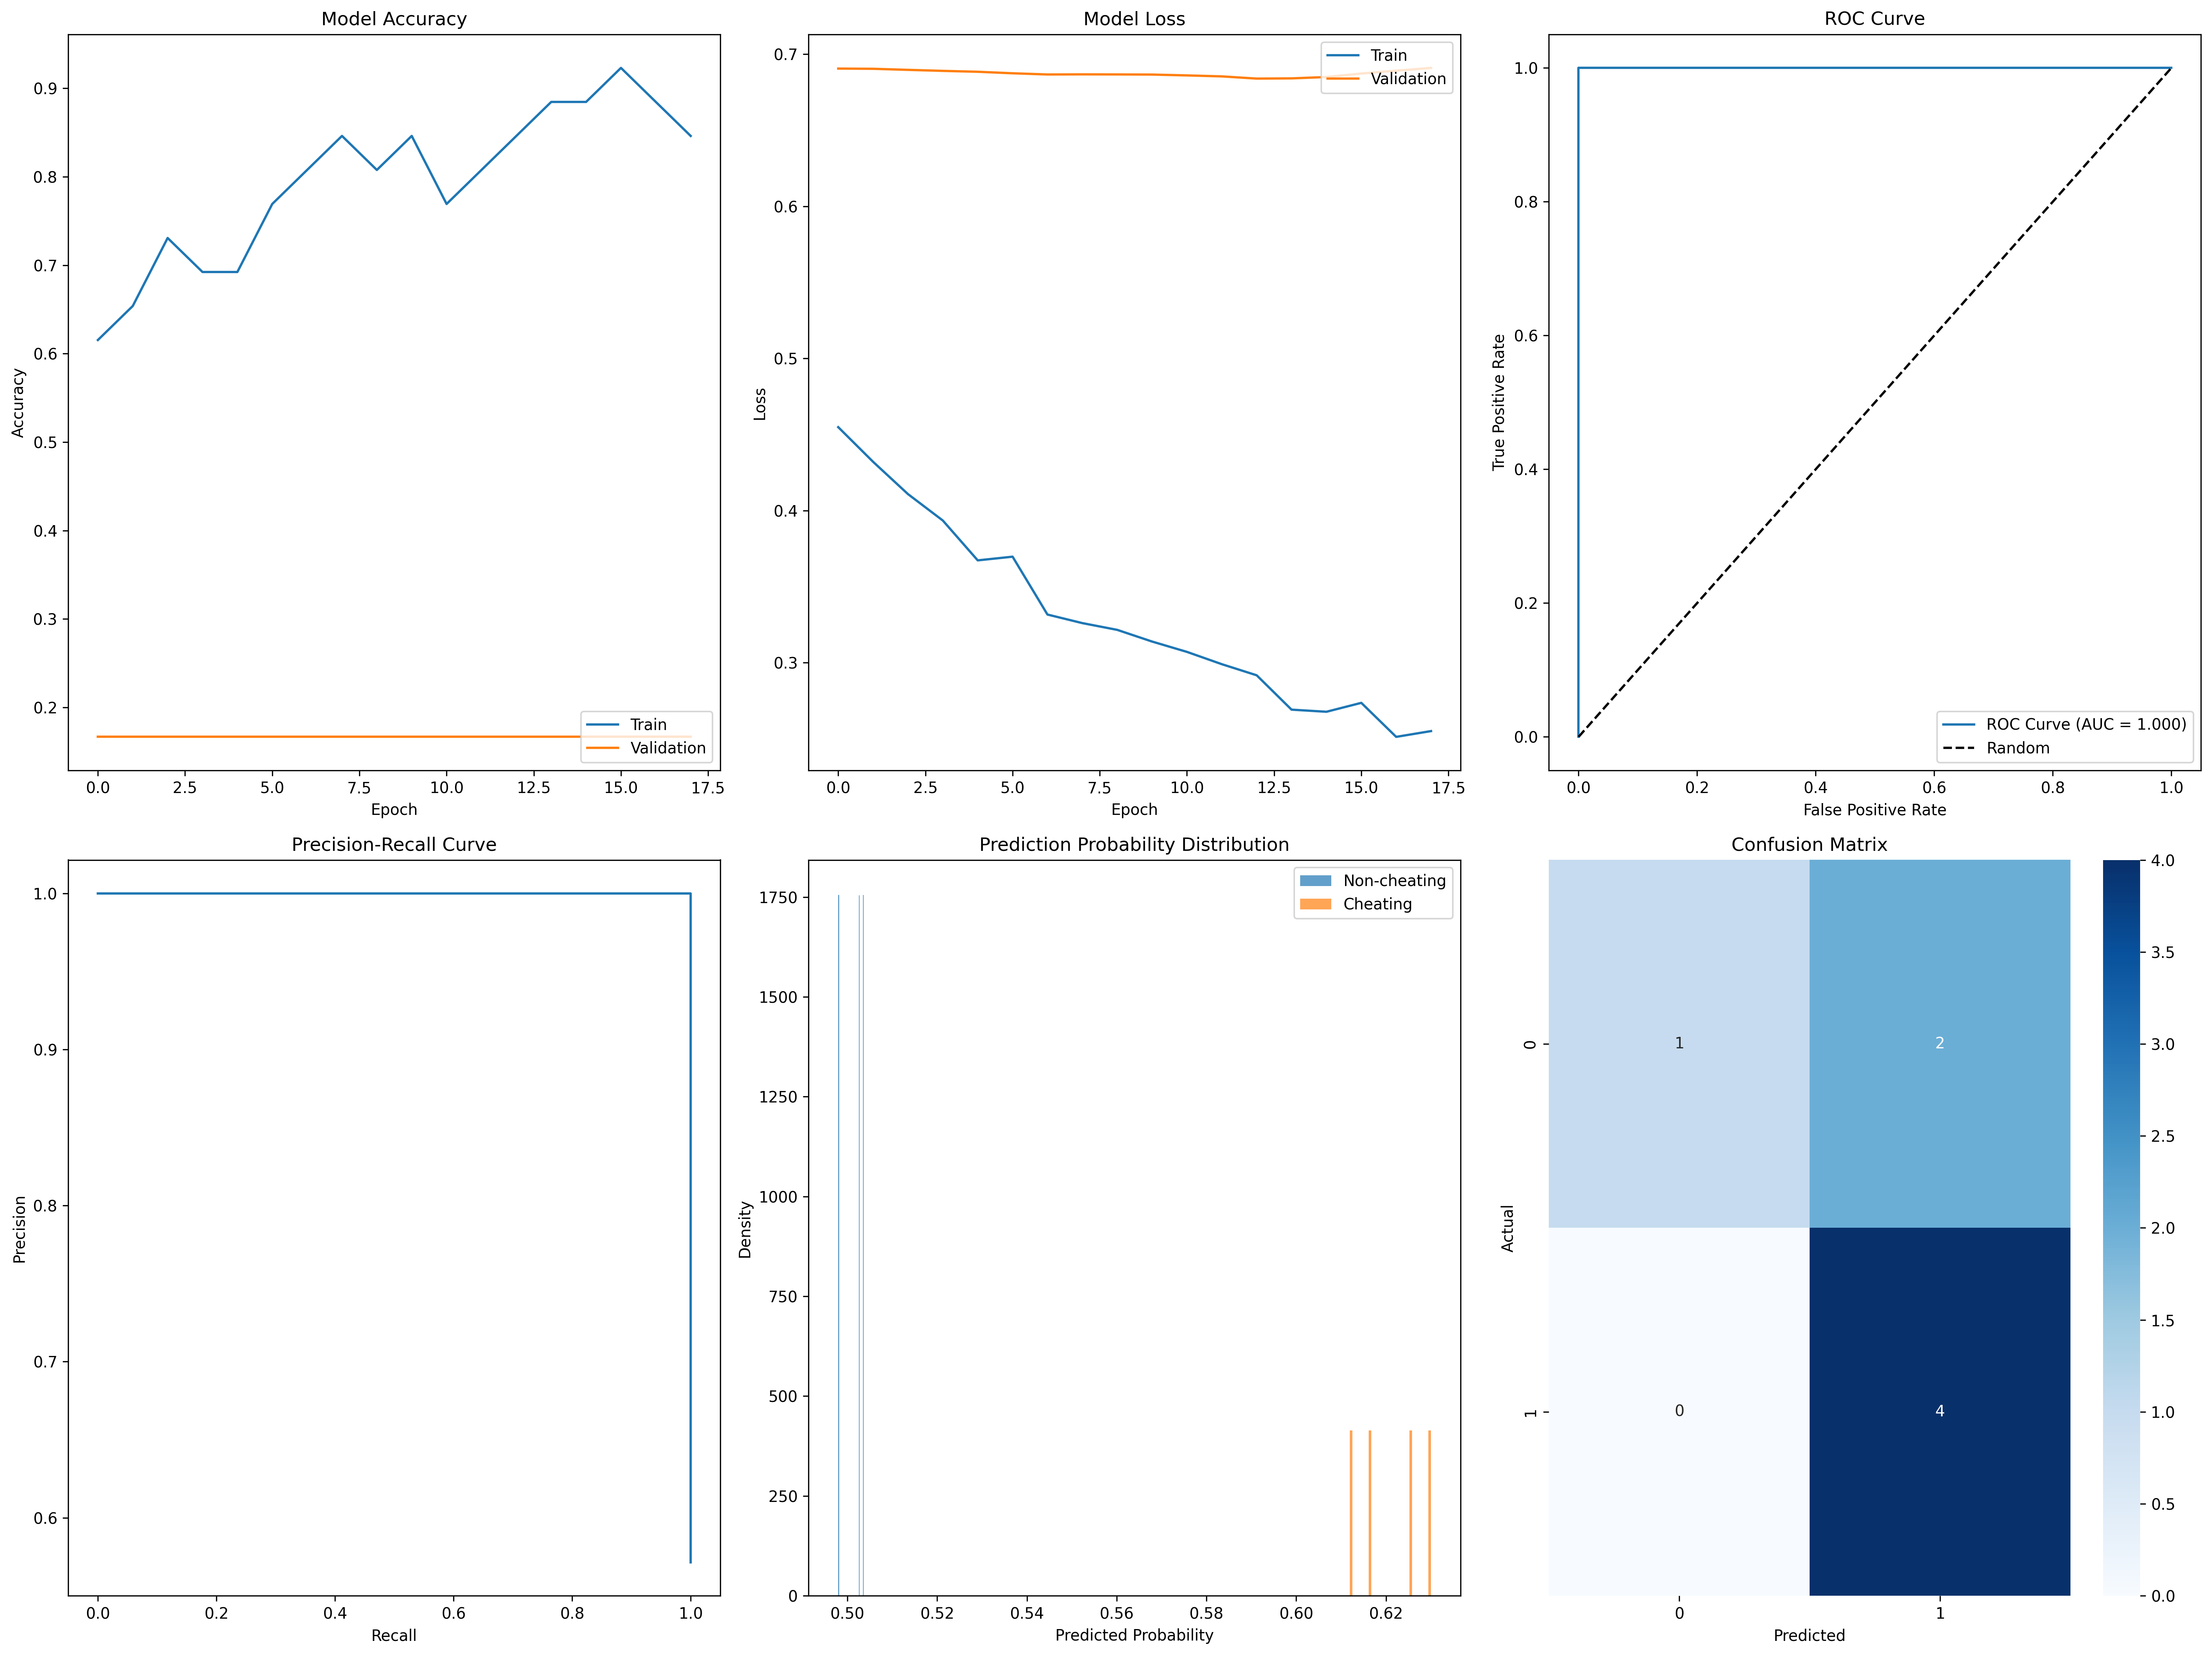 Model Accuracy
Accuracy
0.9
0.8
0.7
0.6
0.5
0.4
0.3
0.2
0.0 2.5 5.0 7.5 10.0 12.5 15.0 17.5
Epoch
Train
Validation
Model Loss
Loss
0.7
0.6
0.5
0.4
0.3
0.0 2.5 5.0 7.5 10.0 12.5 15.0 17.5
Epoch
Train
Validation
ROC Curve
True Positive Rate
1.0
0.8
0.6
0.4
0.2
0.0
0.0 0.2 0.4 0.6 0.8 1.0
False Positive Rate
ROC Curve (AUC = 1.000)
Random
Precision-Recall Curve
Precision
1.0
0.9
0.8
0.7
0.6
0.0 0.2 0.4 0.6 0.8 1.0
Recall
Prediction Probability Distribution
Density
1750
1500
1250
1000
750
500
250
0
0.50 0.52 0.54 0.56 0.58 0.60 0.62
Predicted Probability
Non-cheating
Cheating
Confusion Matrix
Actual
0
1
1 2
0 4
0 1
Predicted
4.0
3.5
3.0
2.5
2.0
1.5
1.0
0.5
0.0